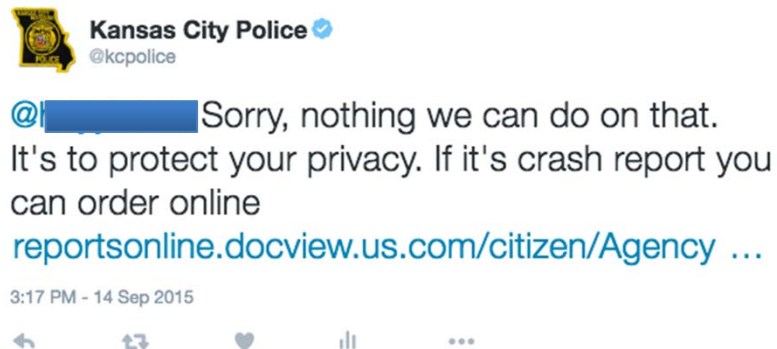 Kansas City Police
@kcpolice
@h Sorry, nothing we can do on that.
It's to protect your privacy. If it's crash report you
can order online
reportsonline.docview.us.com/citizen/Agency ...
3:17 PM - 14 Sep 2015